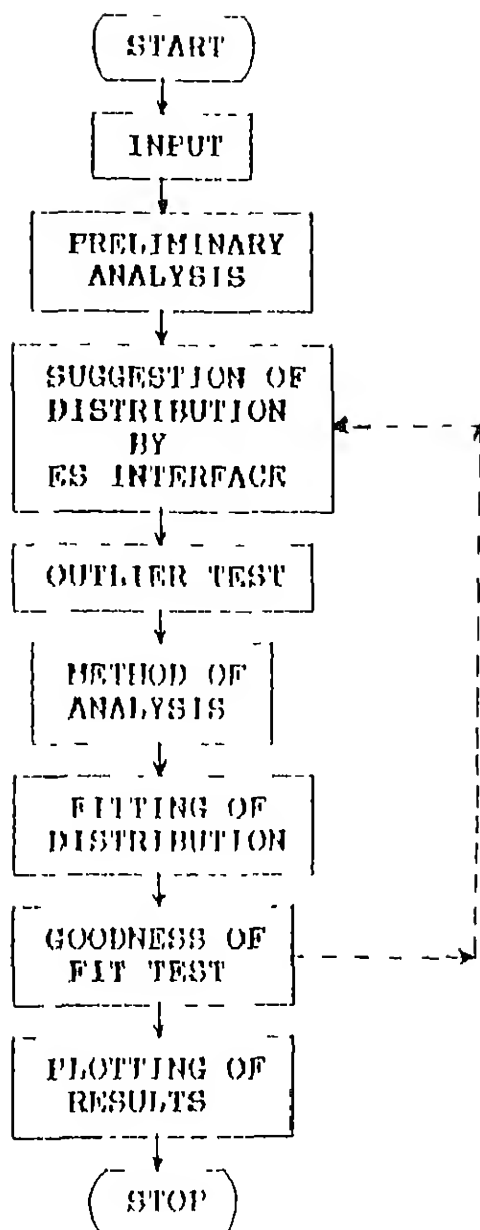 START
INPUT
PRELIMINARY
ANALYSIS
SUGGESTION OF
DISTRIBUTION
BY
ES INTERFACE
OUTLIER TEST
METHOD OF
ANALYSIS
FITTING OF
DISTRIBUTION
GOODNESS OF
FIT TEST
PLOTTING OF
RESULTS
STOP